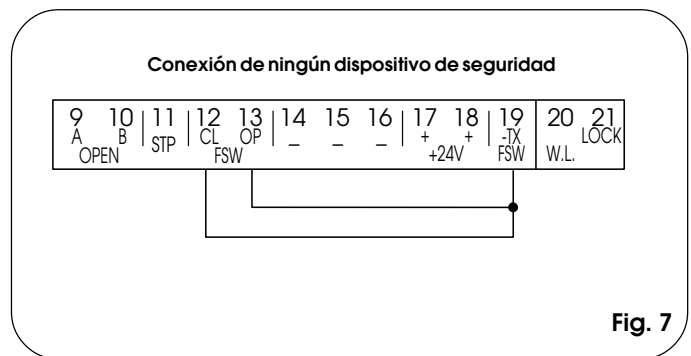 Conexión de ningún dispositivo de seguridad
9 10 11 12 13 14 15 16 17 18 19 20 21
A B STP CL OP _ _ _ + + -TX LOCK
OPEN FSW +24V FSW W.L.
Fig. 7